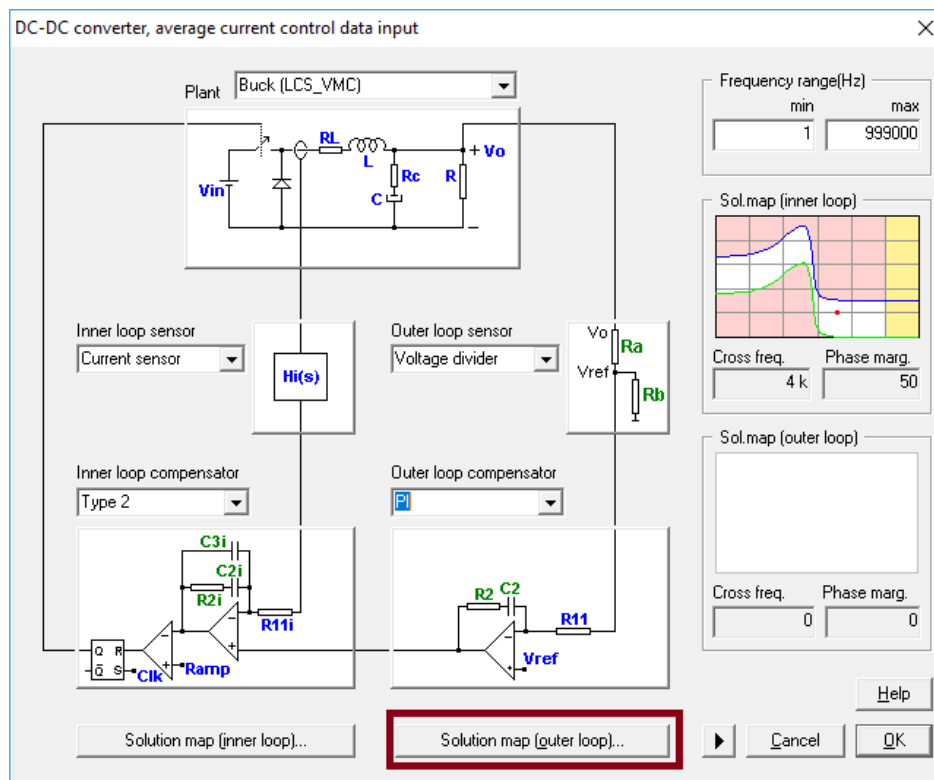 DC-DC converter, average current control data input
Plant
Buck (LCS_VMC)
RL
L
+ Vo
Vin
Rc
C
R
−
Inner loop sensor
Current sensor
Hi(s)
Outer loop sensor
Voltage divider
Vo
Ra
Vref
Rb
Inner loop compensator
Type 2
C3i
C2i
R2i
R11i
−
+
−
+
Q R
Q S
Clk
Ramp
Outer loop compensator
PI
R2 C2
R11
−
+
Vref
Frequency range(Hz)
min max
1 999000
Sol.map (inner loop)
Cross freq. Phase marg.
4 k 50
Sol.map (outer loop)
Cross freq. Phase marg.
0 0
Help
Solution map (inner loop)...
Solution map (outer loop)...
Cancel
OK